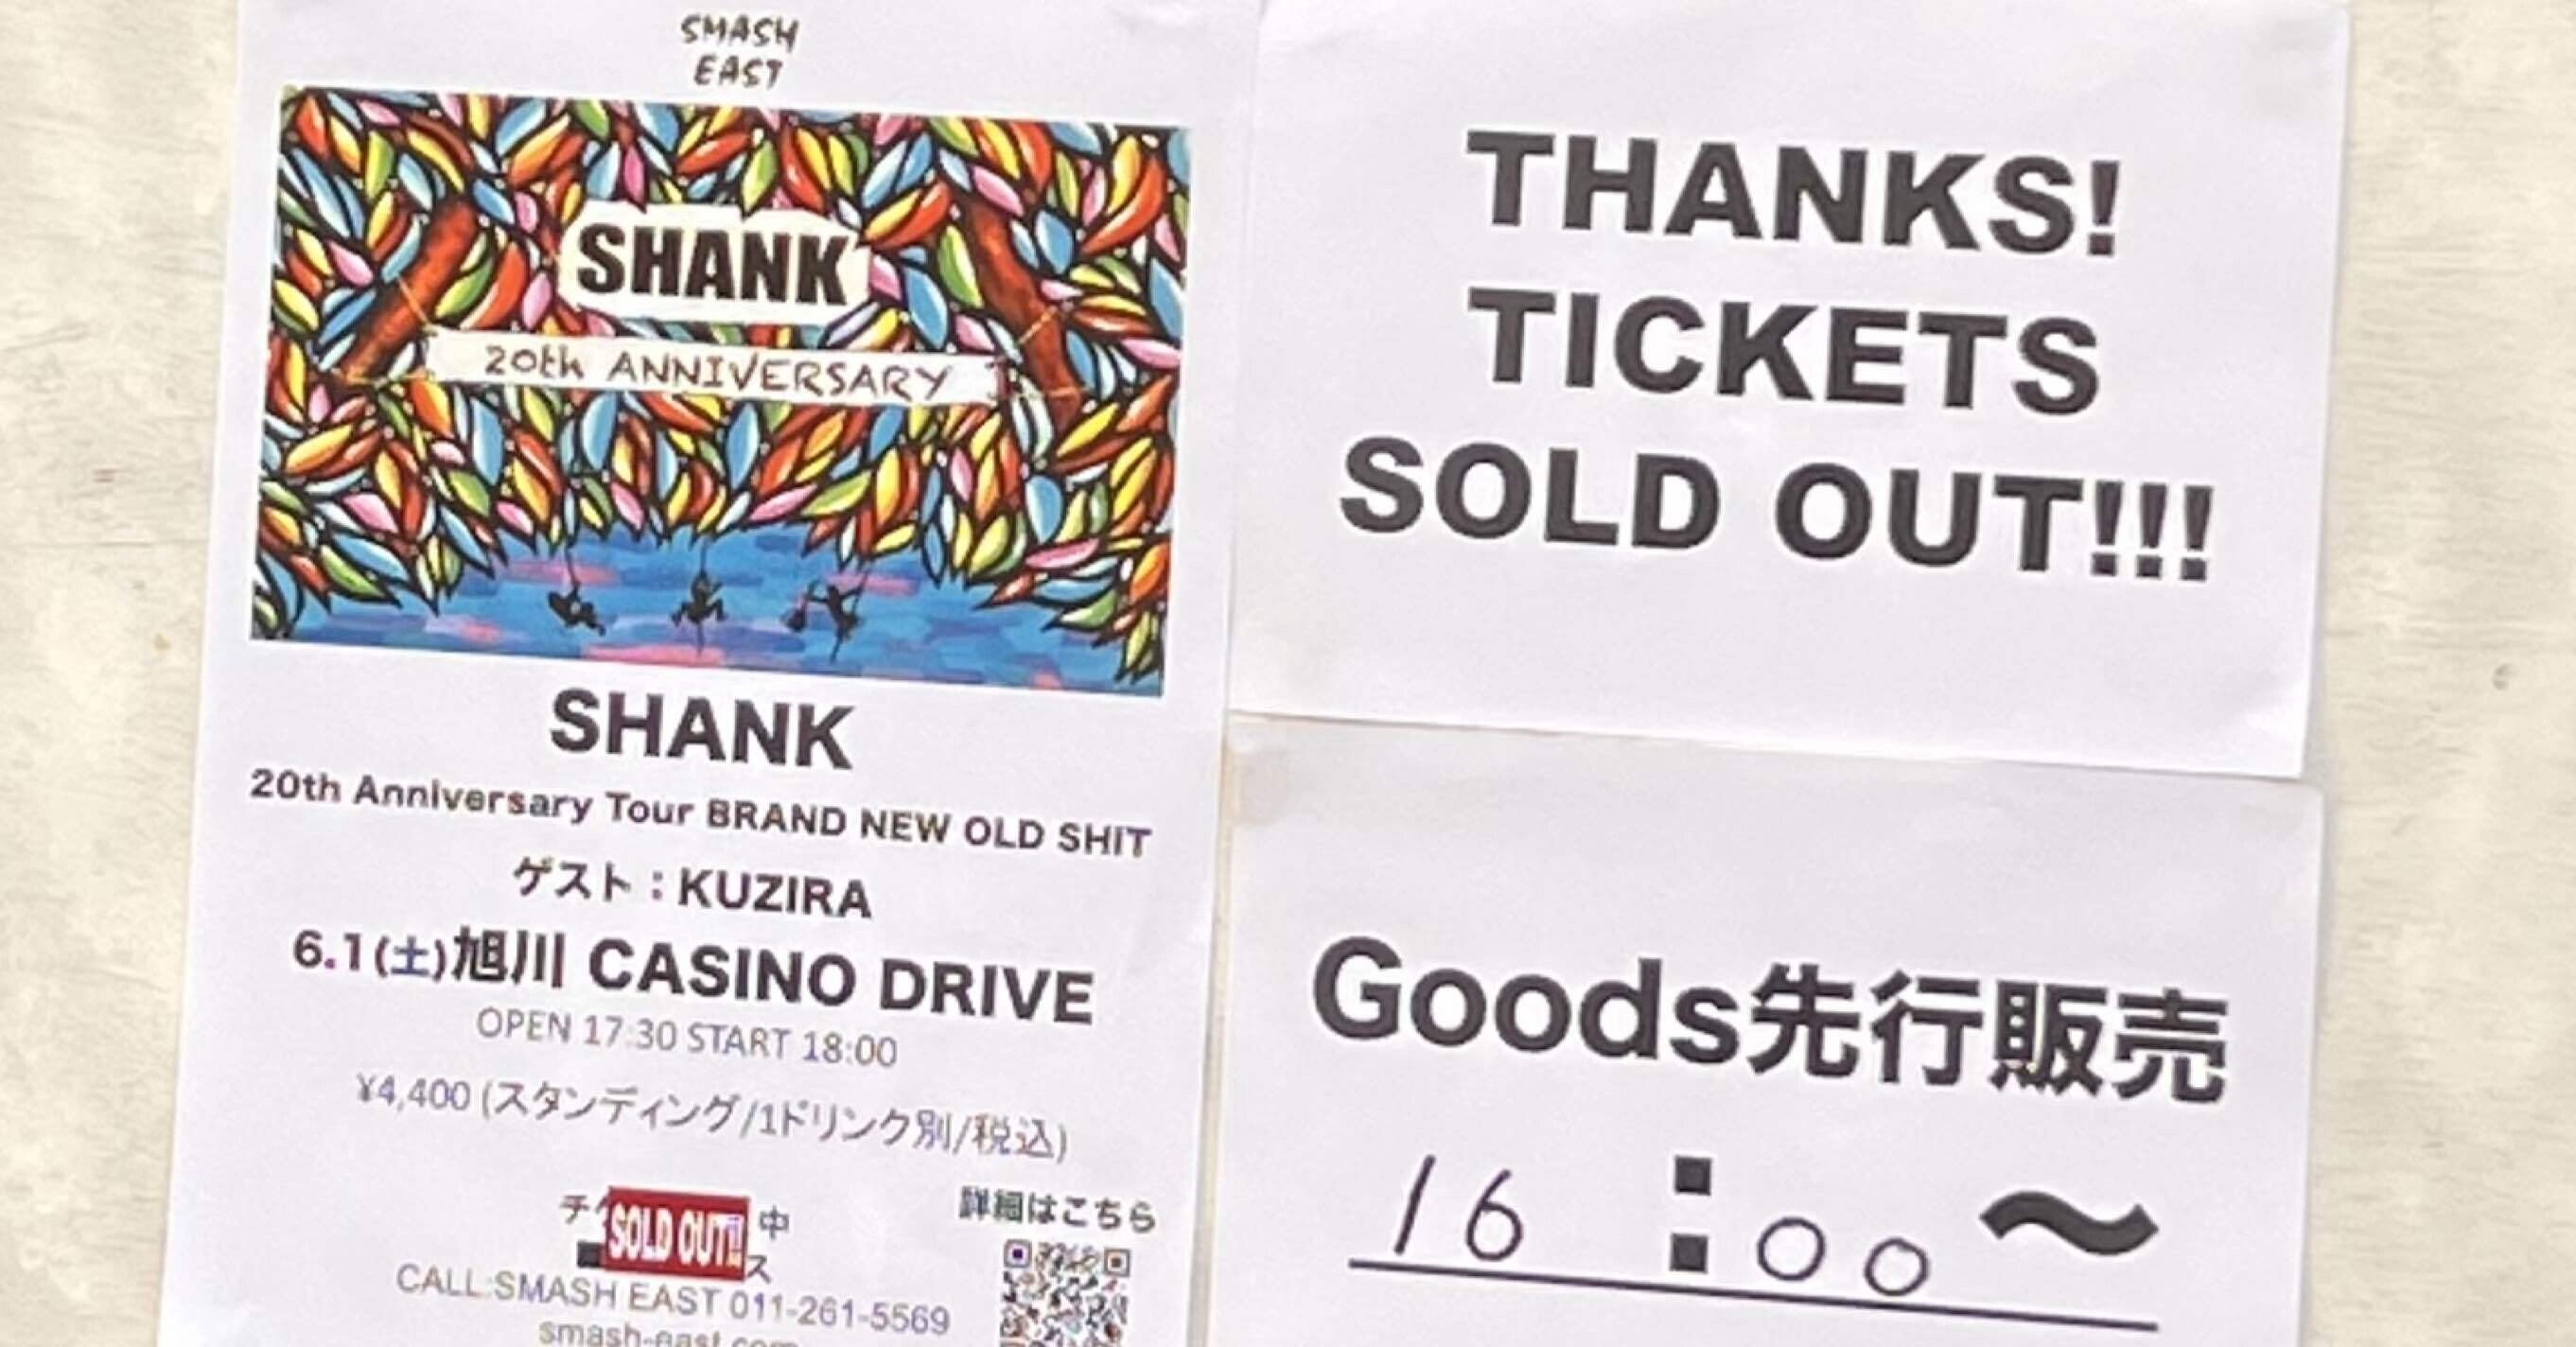 SMASH
EAST
SHANK
20th ANNIVERSARY
SHANK
20th Anniversary Tour BRAND NEW OLD SHIT
ゲスト：KUZIRA
6.1(土)旭川 CASINO DRIVE
OPEN 17:30 START 18:00
¥4,400 (スタンディング/1ドリンク別/税込)
チ
SOLD OUT!!
中
ス
CALL:SMASH EAST 011-261-5569
smash-east.com
詳細はこちら
THANKS!
TICKETS
SOLD OUT!!!
Goods先行販売
16:00〜